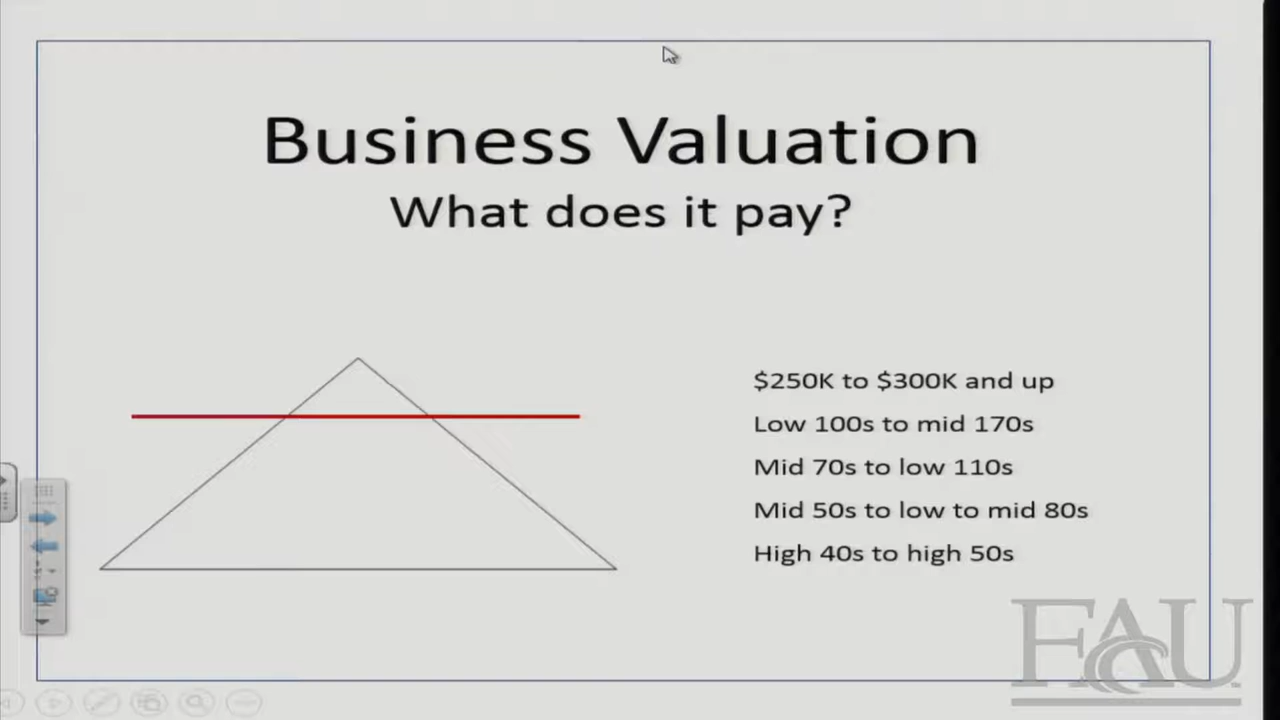 Business Valuation
What does it pay?
$250K to $300K and up
Low 100s to mid 170s
Mid 70s to low 110s
Mid 50s to low to mid 80s
High 40s to high 50s
FAU